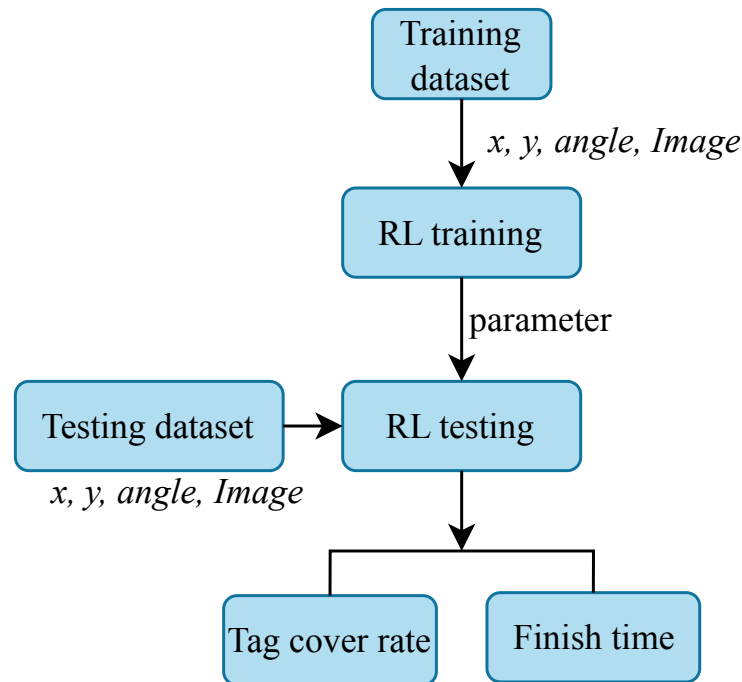 Training
dataset
x, y, angle, Image
RL training
parameter
Testing dataset
RL testing
x, y, angle, Image
Tag cover rate
Finish time